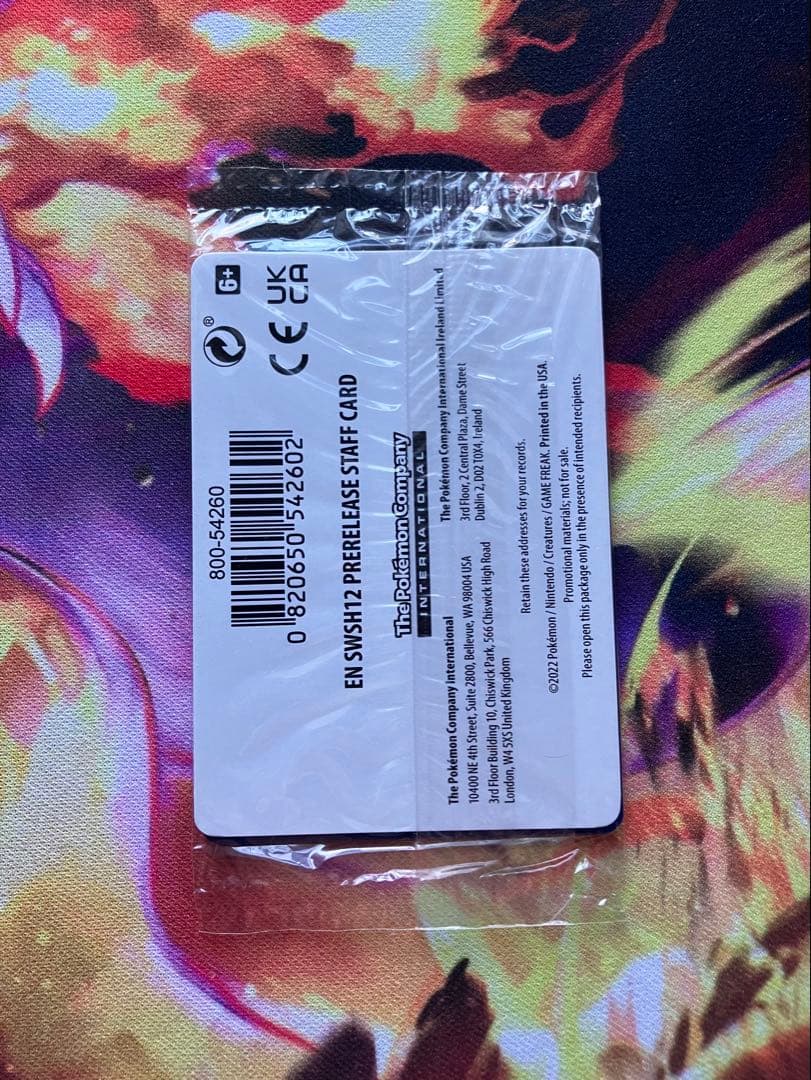 800-54260
0 820650 542602
®
6+
CE
UK
CA
EN SWSH12 PRERELEASE STAFF CARD
The Pokémon Company
INTERNATIONAL
The Pokémon Company International
10400 NE 4th Street, Suite 2800, Bellevue, WA 98004 USA
3rd Floor Building 10, Chiswick Park, 566 Chiswick High Road
London, W4 5XS United Kingdom
The Pokémon Company International Ireland Limited
3rd Floor, 2 Central Plaza, Dame Street
Dublin 2, D02 T0X4, Ireland
Retain these addresses for your records.
©2022 Pokémon / Nintendo / Creatures / GAME FREAK. Printed in the USA.
Promotional materials; not for sale.
Please open this package only in the presence of intended recipients.